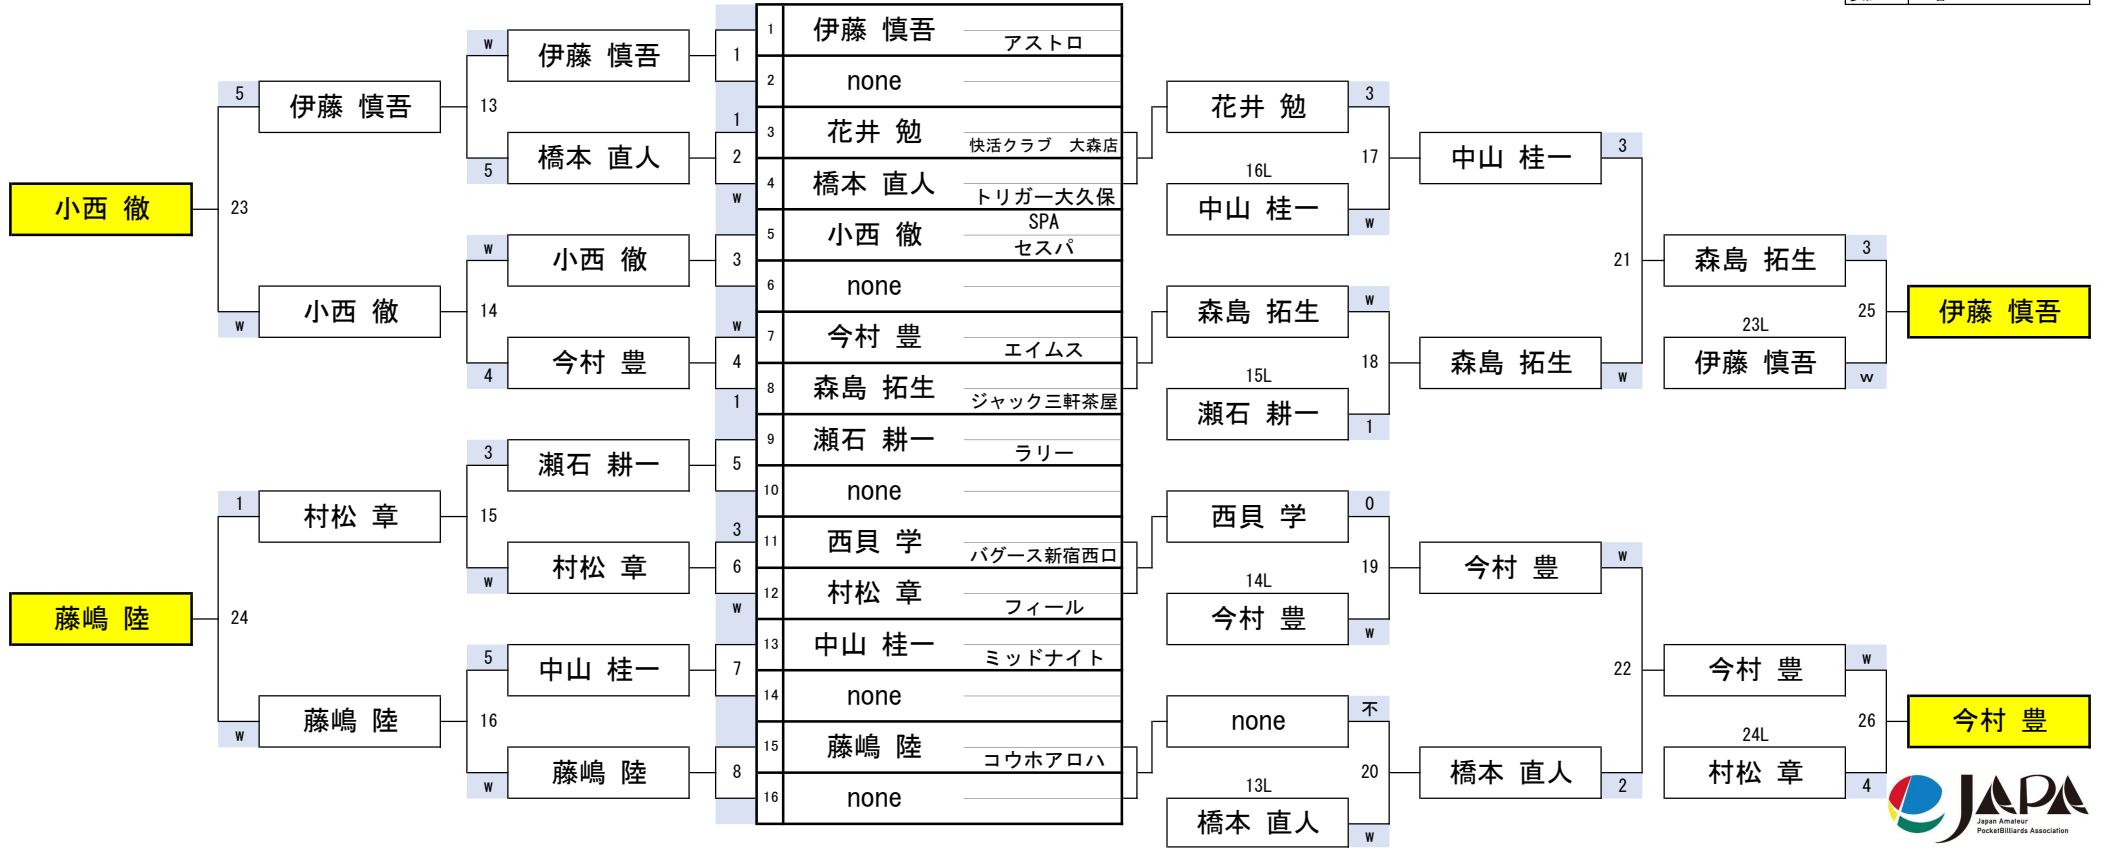 1 伊藤 慎吾 アストロ
2 none
3 花井 勉 快活クラブ　大森店
4 橋本 直人 トリガー大久保
5 小西 徹 SPA
セスパ
6 none
7 今村 豊 エイムス
8 森島 拓生 ジャック三軒茶屋
9 瀬石 耕一 ラリー
10 none
11 西貝 学 バグース新宿西口
12 村松 章 フィール
13 中山 桂一 ミッドナイト
14 none
15 藤嶋 陸 コウホアロハ
16 none
1
2
1
W
3
4
W
1
5
6
3
W
7
8
W 伊藤 慎吾
13
5 橋本 直人
W 小西 徹
14
4 今村 豊
3 瀬石 耕一
15
W 村松 章
5 中山 桂一
16
W 藤嶋 陸
5 伊藤 慎吾
23
W 小西 徹
1 村松 章
24
W 藤嶋 陸
小西 徹
藤嶋 陸
花井 勉 3
17
16L
中山 桂一 W
森島 拓生 W
18
15L
瀬石 耕一 1
西貝 学 0
19
14L
今村 豊 W
none 不
20
13L
橋本 直人 W
中山 桂一 3
21
森島 拓生 W
今村 豊 W
22
橋本 直人 2
森島 拓生 3
25
23L
伊藤 慎吾 W
今村 豊 W
26
24L
村松 章 4
伊藤 慎吾
今村 豊
JAPA
Japan Amateur
PocketBilliards Association